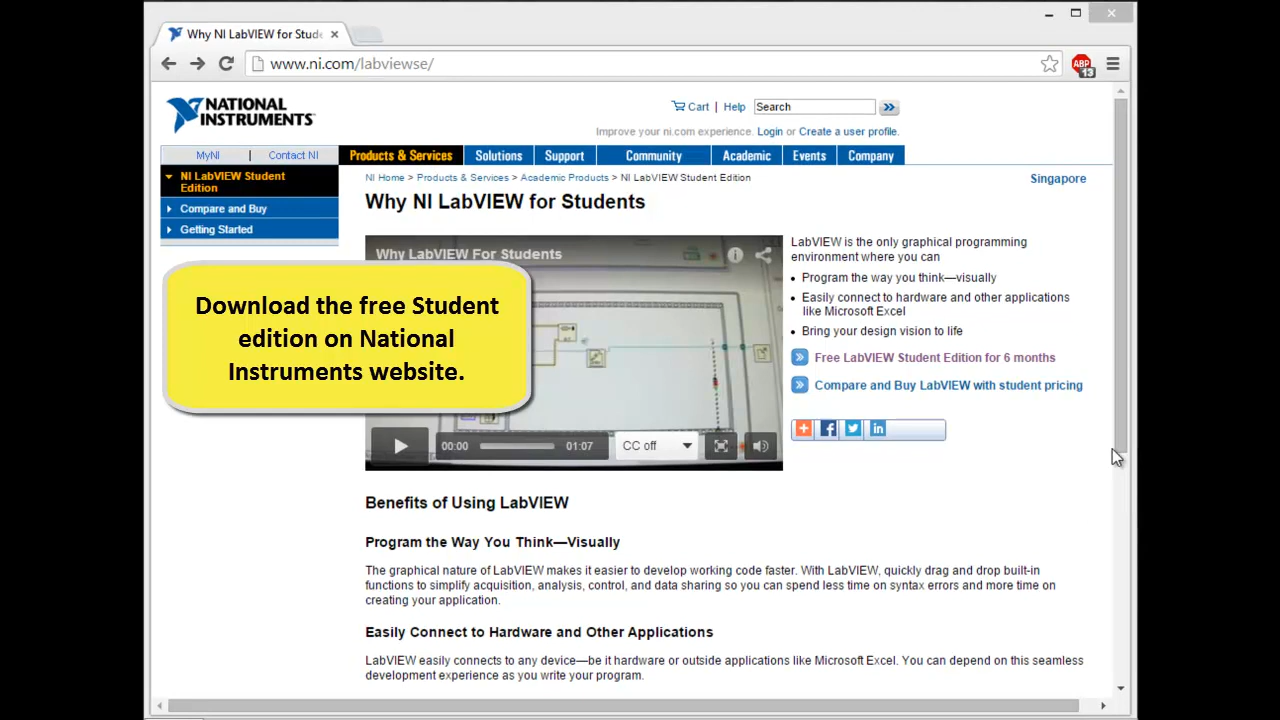 Why NI LabVIEW for Stude
www.ni.com/labviewse/
ABP
13
NATIONAL
INSTRUMENTS
Cart | Help Search
Improve your ni.com experience. Login or Create a user profile.
MyNI | Contact NI Products & Services Solutions Support Community Academic Events Company
NI LabVIEW Student
Edition
Compare and Buy
Getting Started
NI Home > Products & Services > Academic Products > NI LabVIEW Student Edition
Singapore
Why NI LabVIEW for Students
Why LabVIEW For Students
Download the free Student
edition on National
Instruments website.
00:00 01:07 CC off
LabVIEW is the only graphical programming
environment where you can
Program the way you think—visually
Easily connect to hardware and other applications
like Microsoft Excel
Bring your design vision to life
Free LabVIEW Student Edition for 6 months
Compare and Buy LabVIEW with student pricing
Benefits of Using LabVIEW
Program the Way You Think—Visually
The graphical nature of LabVIEW makes it easier to develop working code faster. With LabVIEW, quickly drag and drop built-in
functions to simplify acquisition, analysis, control, and data sharing so you can spend less time on syntax errors and more time on
creating your application.
Easily Connect to Hardware and Other Applications
LabVIEW easily connects to any device—be it hardware or outside applications like Microsoft Excel. You can depend on this seamless
development experience as you write your program.